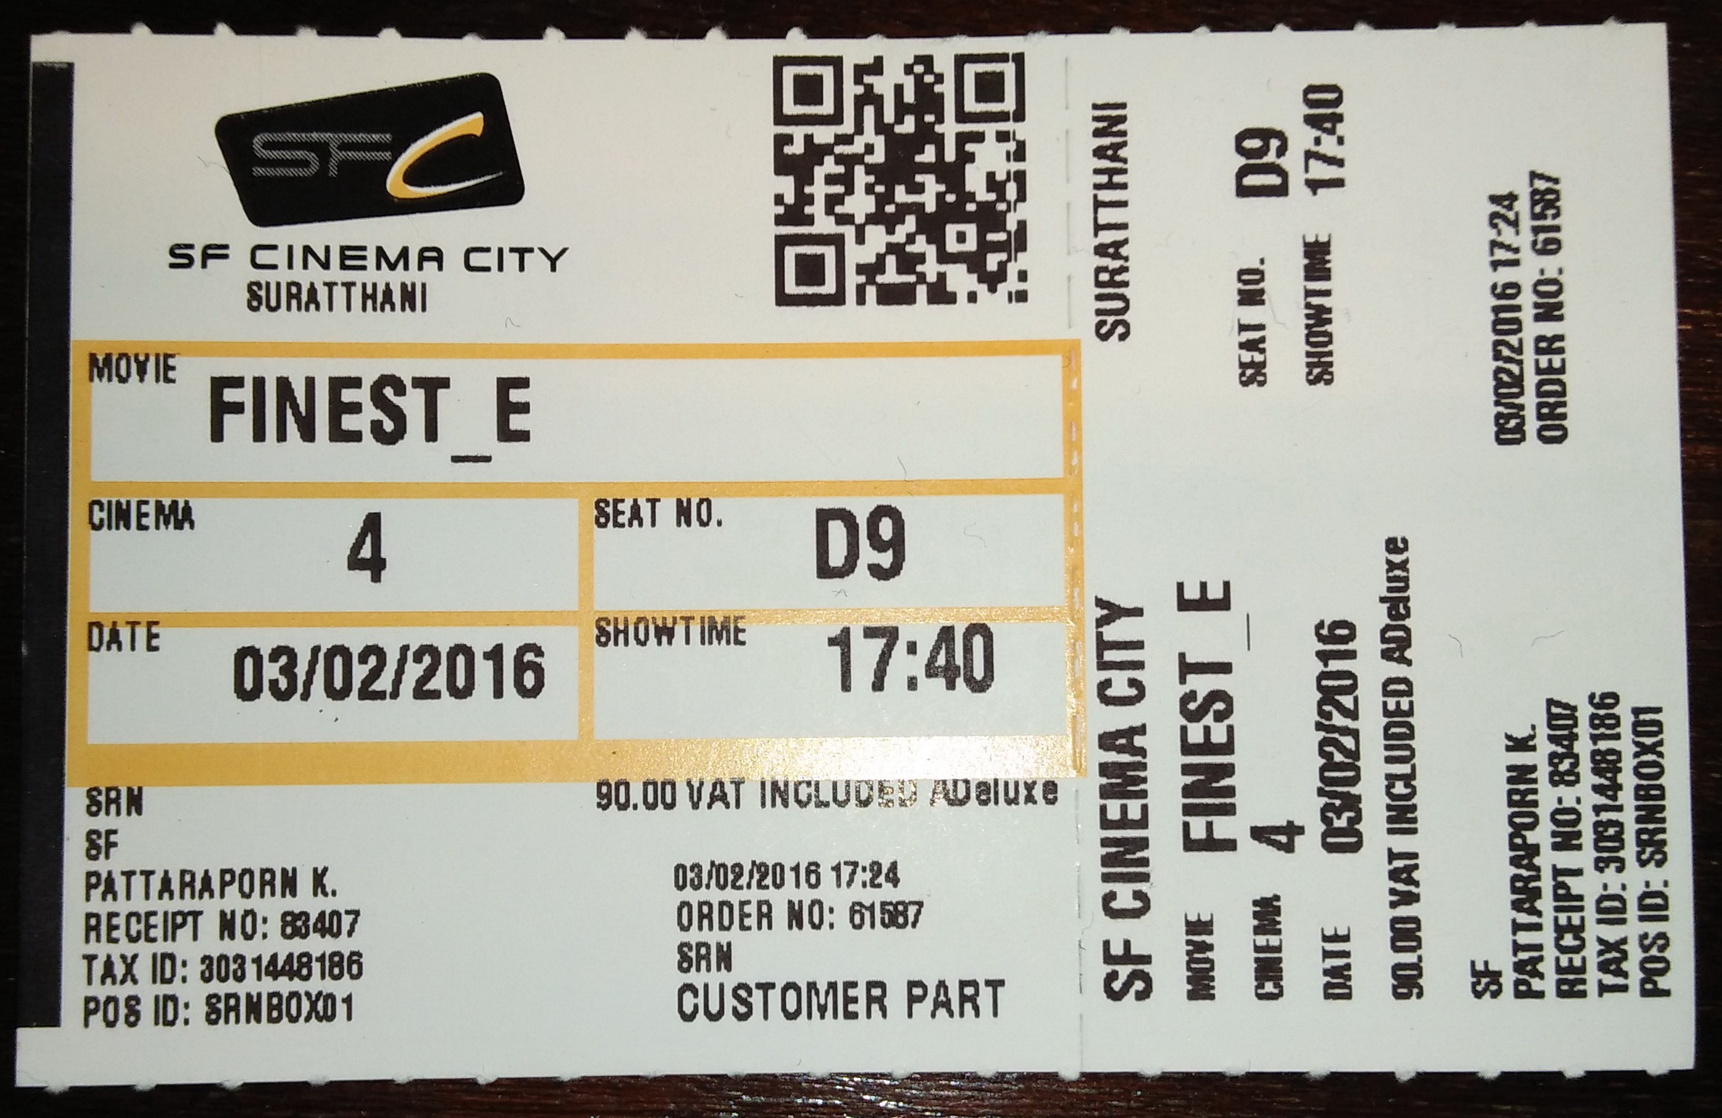 SFC
SF CINEMA CITY
SURATTHANI
MOVIE
FINEST_E
CINEMA
4
SEAT NO.
D9
DATE
03/02/2016
SHOWTIME
17:40
SRN
90.00 VAT INCLUDED ADeluxe
SF
PATTARAPORN K.
RECEIPT NO: 83407
TAX ID: 3031448186
POS ID: SRNBOX01
03/02/2016 17:24
ORDER NO: 61587
SRN
CUSTOMER PART
SF CINEMA CITY SURATTHANI
MOVIE FINEST_E
CINEMA 4 SEAT NO. D9
DATE 03/02/2016 SHOWTIME 17:40
90.00 VAT INCLUDED ADeluxe
SF
PATTARAPORN K. 03/02/2016 17:24
RECEIPT NO: 83407 ORDER NO: 61587
TAX ID: 3031448186
POS ID: SRNBOX01